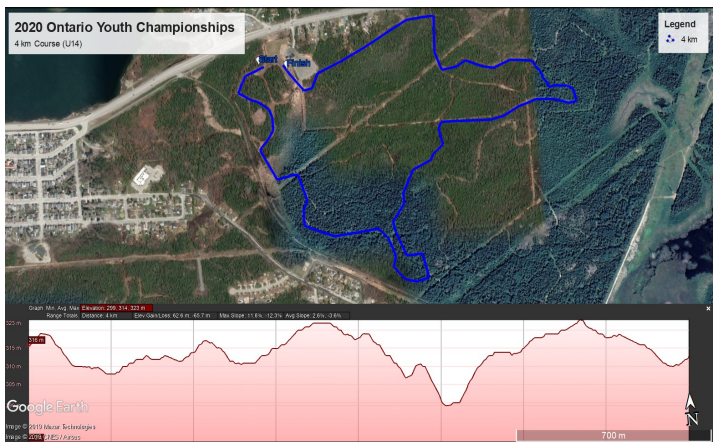 2020 Ontario Youth Championships
4 km Course (U14)
Legend
4 km
Start
Finish
Graph: Min, Avg, Max Elevation: 299, 314, 323 m
Range Totals: Distance: 4 km Elev Gain/Loss: 62.6 m, -65.7 m Max Slope: 11.8%, -12.3% Avg Slope: 2.6%, -3.6%
323 m
316 m
315 m
310 m
305 m
Google Earth
Image © 2019 Maxar Technologies
N
700 m